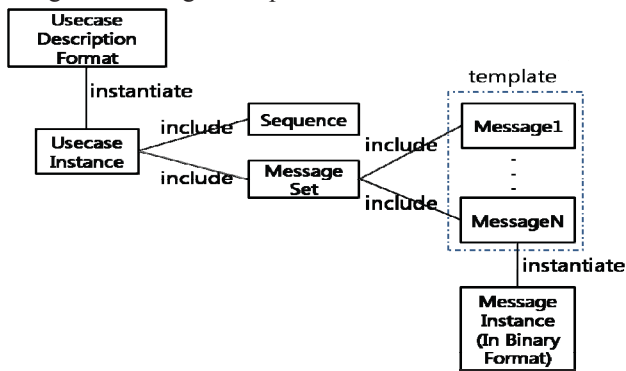 Usecase
Description
Format
instantiate
Usecase
Instance
include
include
Sequence
Message
Set
include
include
template
Message1
MessageN
instantiate
Message
Instance
(In Binary
Format)